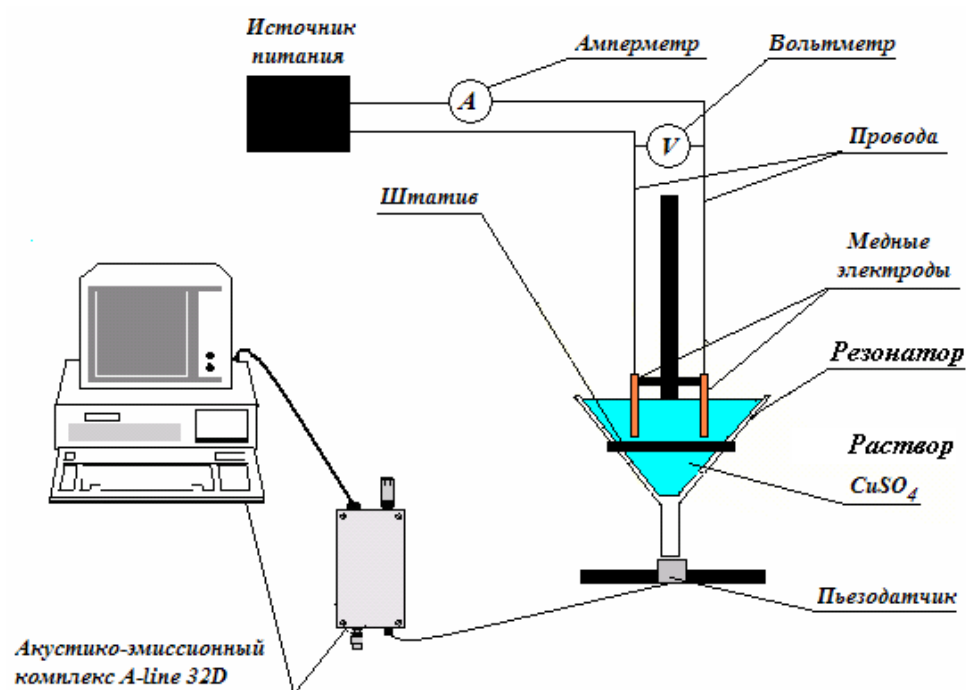 Источник
питания
Амперметр
Вольтметр
A
V
Провода
Штатив
Медные
электроды
Резонатор
Раствор
CuSO₄
Пьезодатчик
Акустико-эмиссионный
комплекс A-line 32D